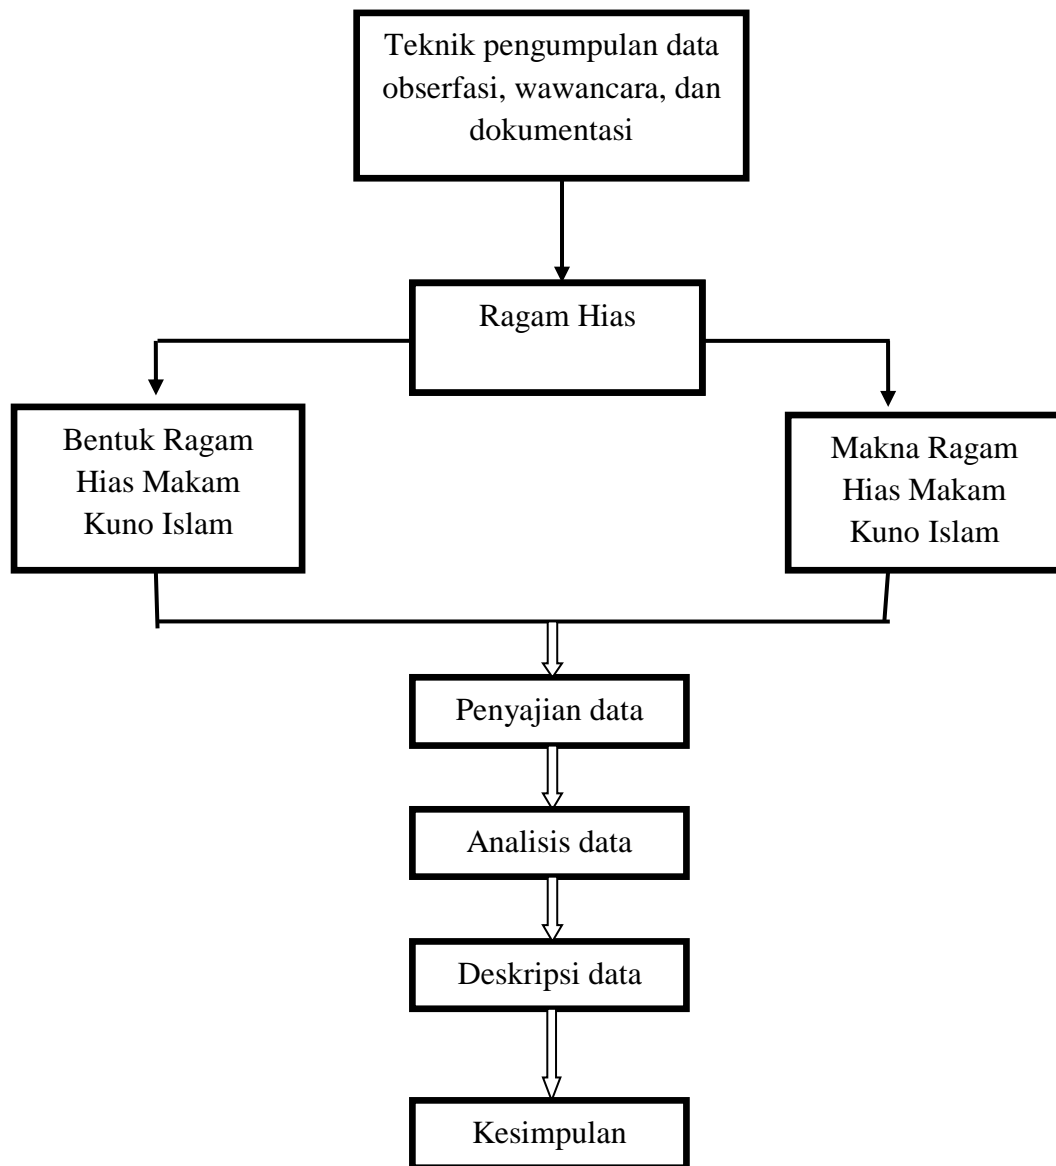 Teknik pengumpulan data
obserfasi, wawancara, dan
dokumentasi
Ragam Hias
Bentuk Ragam
Hias Makam
Kuno Islam
Makna Ragam
Hias Makam
Kuno Islam
Penyajian data
Analisis data
Deskripsi data
Kesimpulan